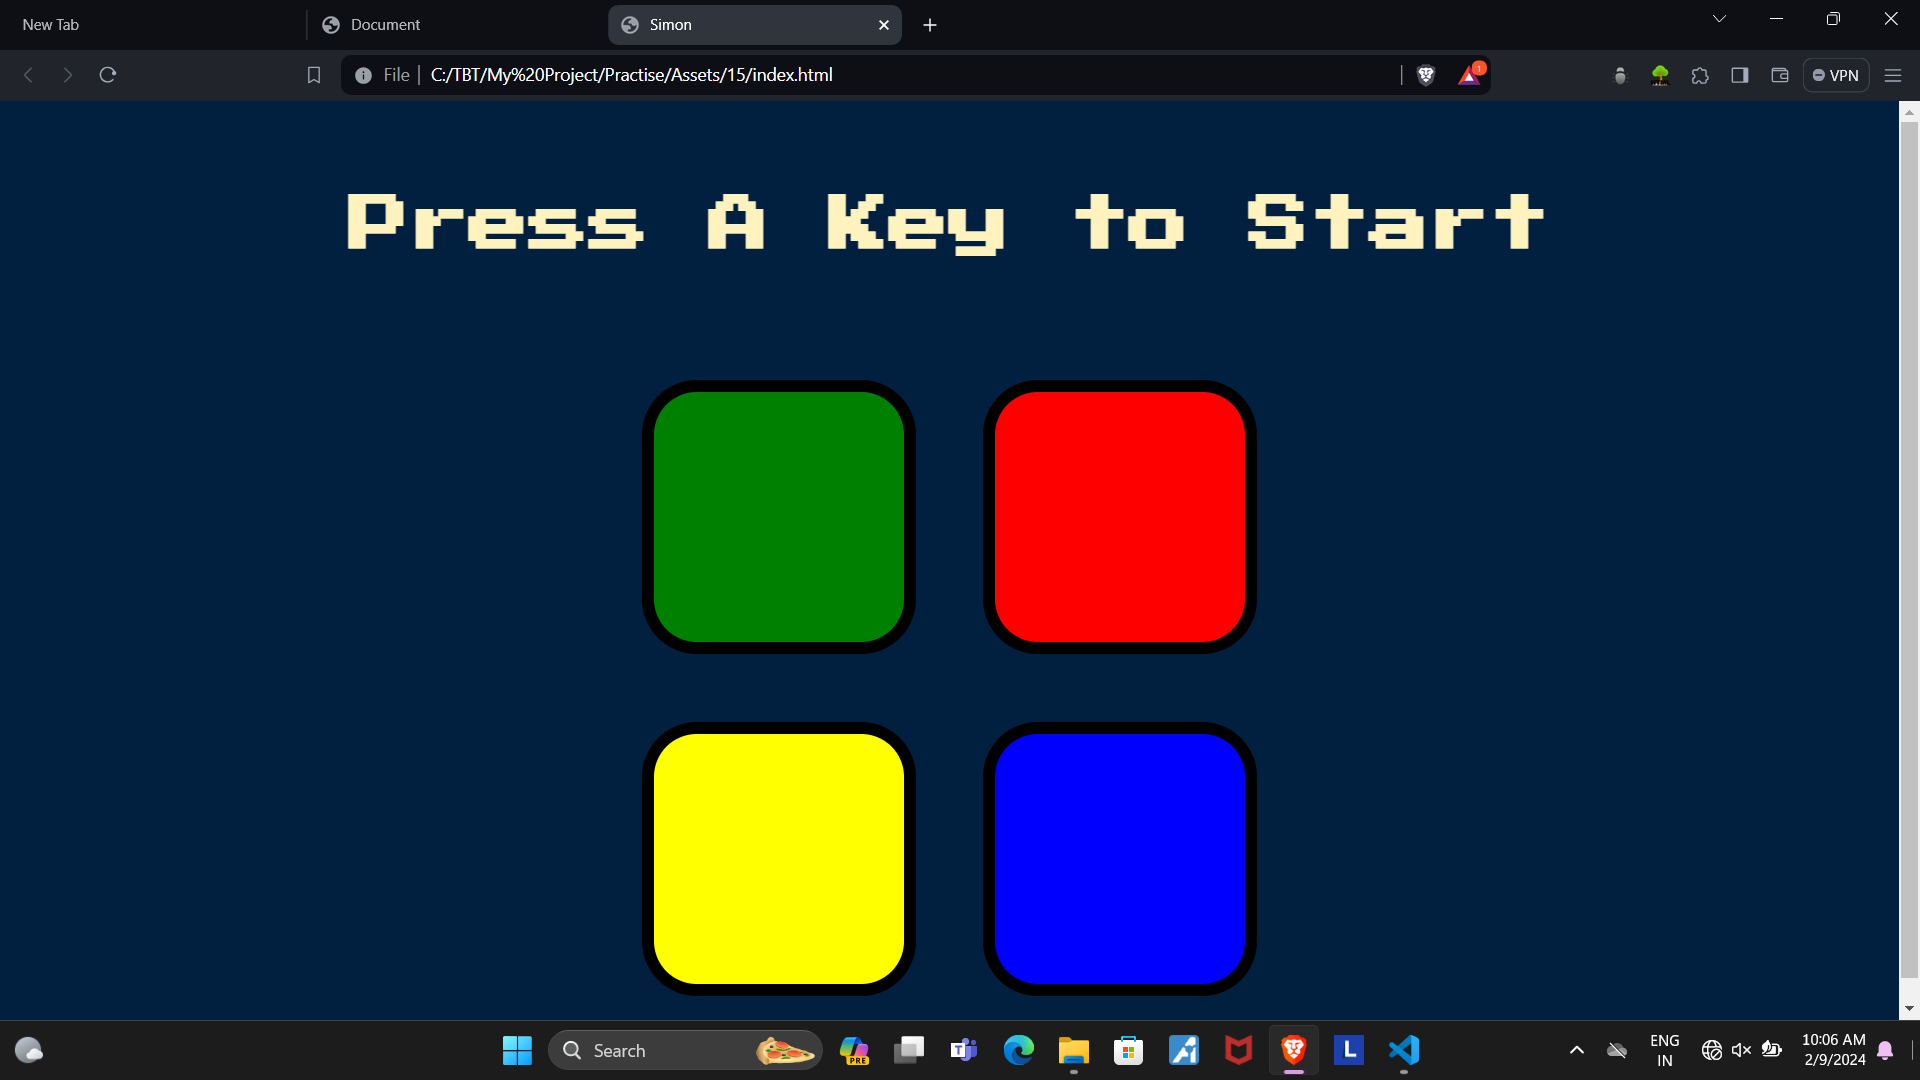 New Tab
Document
Simon
File
C:/TBT/My%20Project/Practise/Assets/15/index.html
1
VPN
Press A Key to Start
Search
PRE
T
L
ENG
IN
10:06 AM
2/9/2024